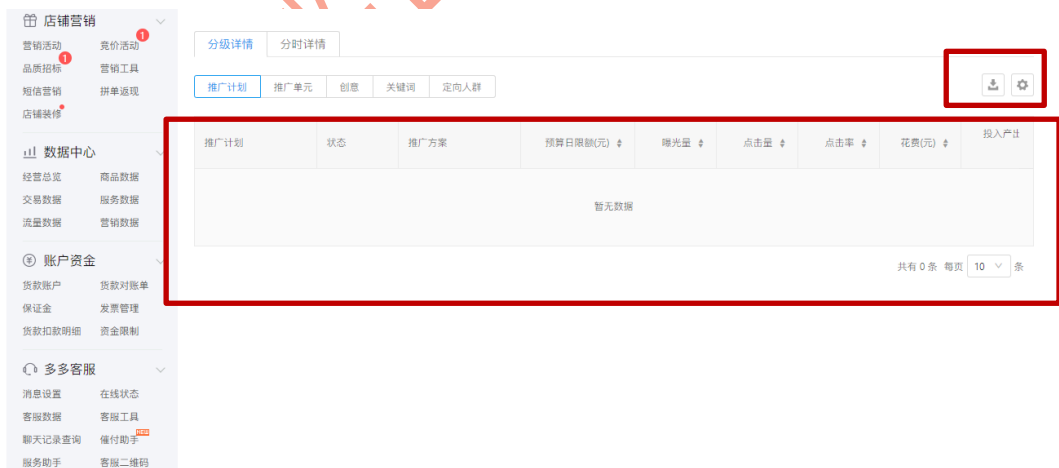 店铺营销
营销活动 竞价活动 1
品质招标 1 营销工具
短信营销 拼单返现
店铺装修
数据中心
经营总览 商品数据
交易数据 服务数据
流量数据 营销数据
账户资金
货款账户 货款对账单
保证金 发票管理
货款扣款明细 资金限制
多多客服
消息设置 在线状态
客服数据 客服工具
聊天记录查询 催付助手
服务助手 客服二维码
分级详情 分时详情
推广计划 推广单元 创意 关键词 定向人群
推广计划 状态 推广方案 预算日限额(元) 曝光量 点击量 点击率 花费(元) 投入产出
暂无数据
共有 0 条 每页 10 条